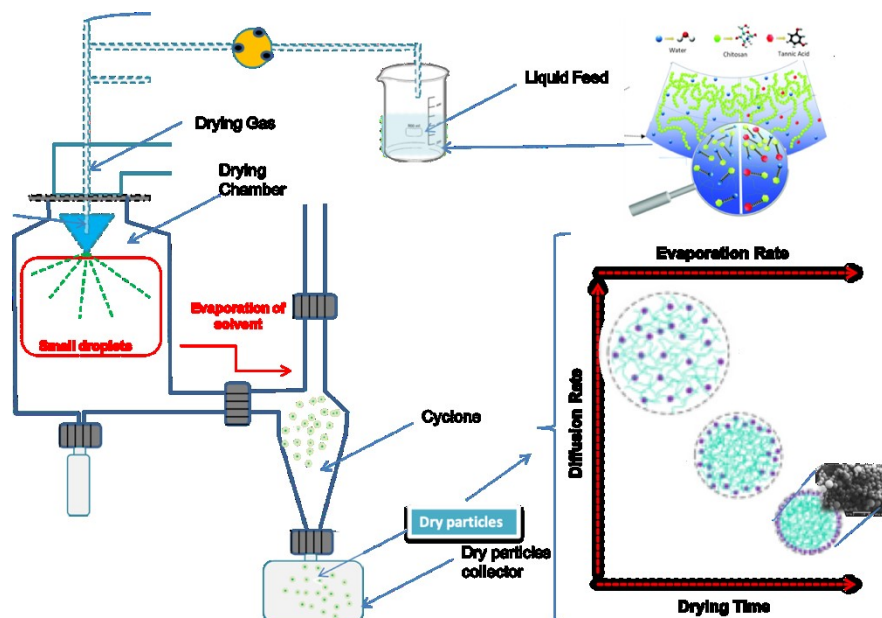 Water
Chitosan
Tannic Acid
Liquid Feed
Drying Gas
Drying
Chamber
Evaporation of
solvent
Small droplets
Cyclone
Dry particles
Dry particles
collector
Evaporation Rate
Diffusion Rate
Drying Time